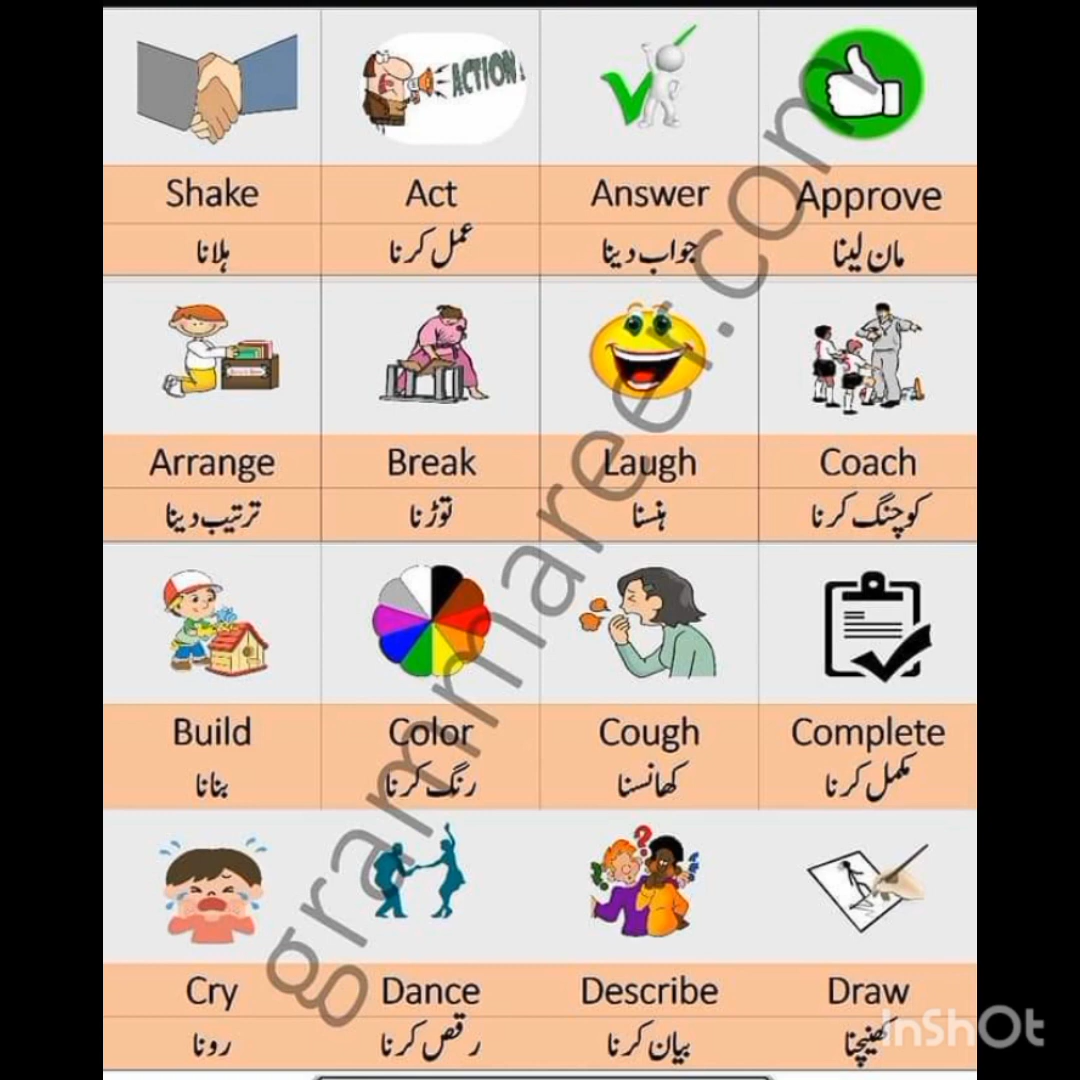 ACTION!
Shake Act Answer Approve
ہلانا عمل کرنا جواب دینا مان لینا
Arrange Break Laugh Coach
ترتیب دینا توڑنا ہنسنا کوچنگ کرنا
Build Color Cough Complete
بنانا رنگ کرنا کھانسنا مکمل کرنا
Cry Dance Describe Draw
رونا رقص کرنا بیان کرنا کھینچنا
grammareer.com
InShOt